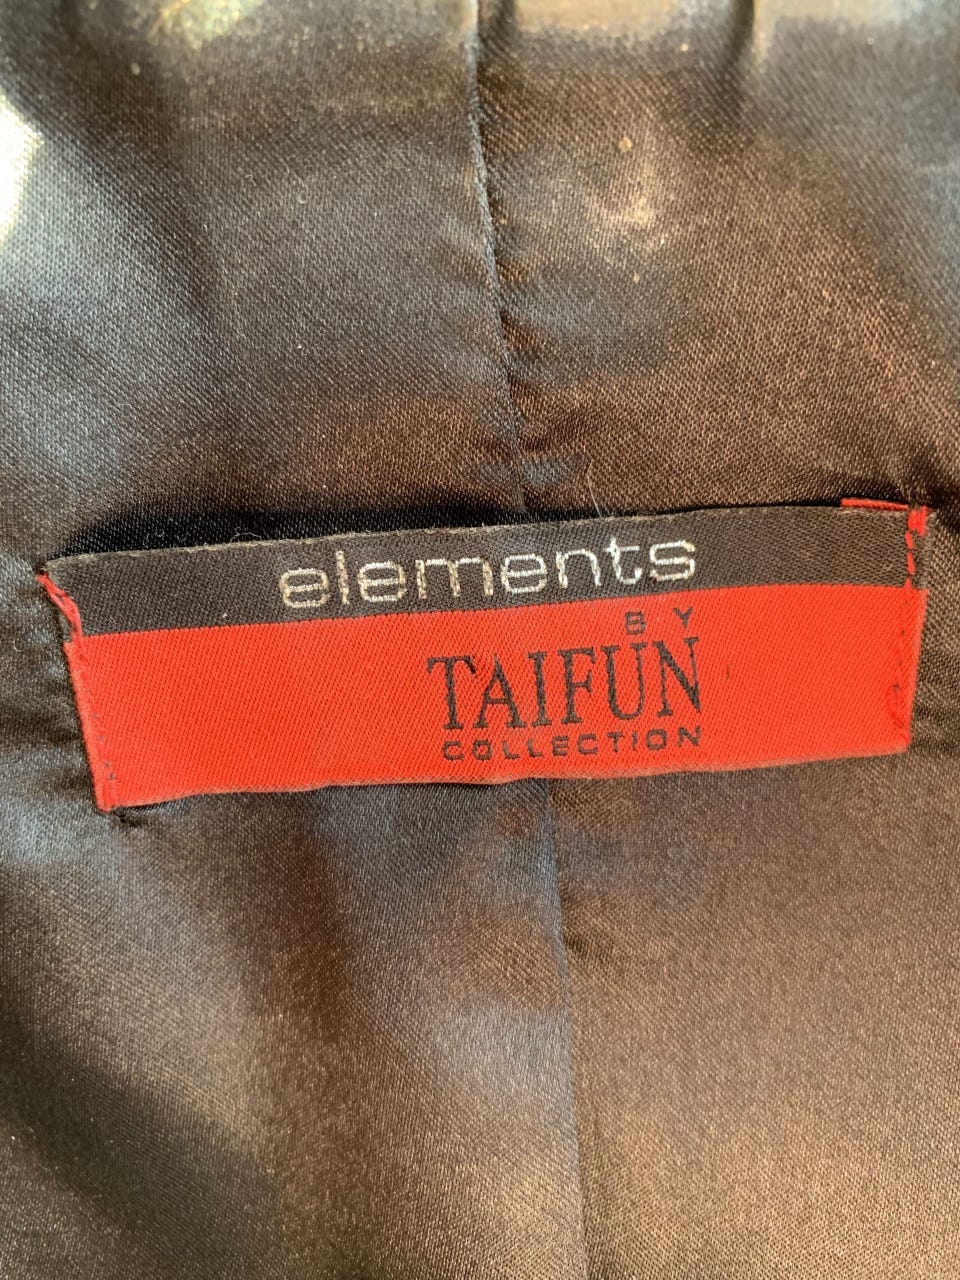 elements
BY
TAIFUN
COLLECTION